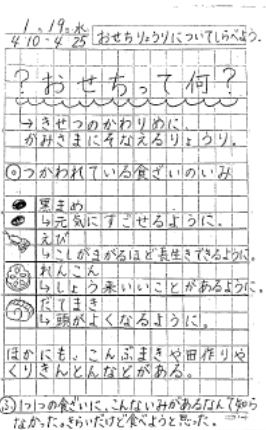 1/19(水)
4:10～4:25 おせちりょうりについてしらべよう.
？おせちって何？
↳きせつのかわりめに、
かみさまにそなえるりょうり。
◎つかわれている食ざいのいみ
黒まめ
↳元気にすごせるように.
えび
↳こしがまがるほど長生きできるように。
れんこん
↳しょう来いいことがあるように。
だてまき
↳頭がよくなるように。
ほかにも、こんぶまきや田作りや
くりきんとんなどがある。
(ふ)1つ1つの食ざいに、こんないみがあるなんて知ら
なかった。きらいだけど食べようと思った。